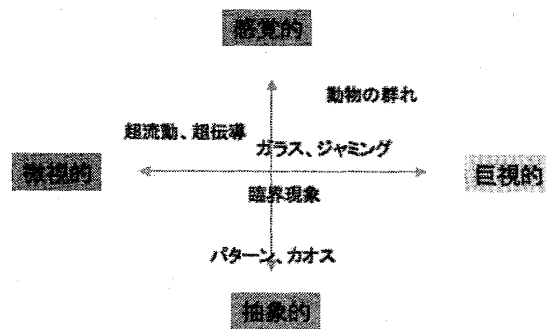 感覚的
動物の群れ
超流動、超伝導
ガラス、ジャミング
微視的
巨視的
臨界現象
パターン、カオス
抽象的